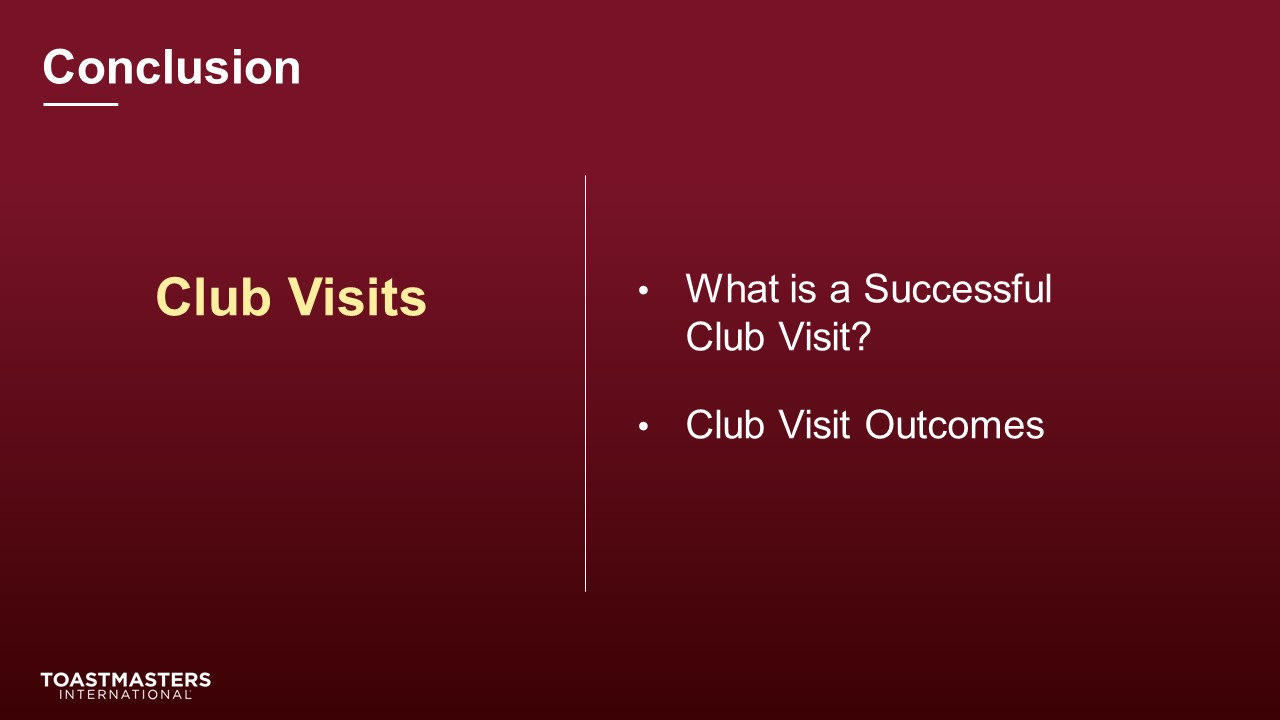 Conclusion
Club Visits
• What is a Successful
Club Visit?
• Club Visit Outcomes
TOASTMASTERS
INTERNATIONAL